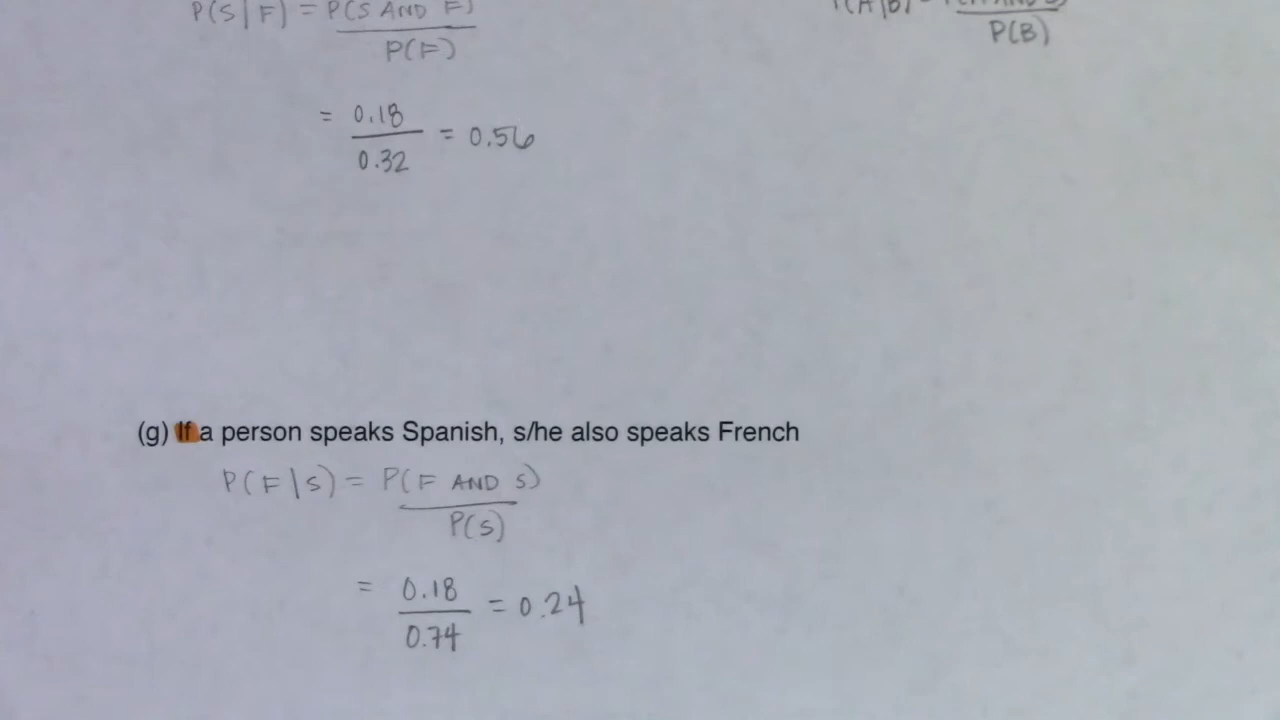 P(S|F) = P(S AND F)
P(F)
P(B)
= 0.18
0.32
= 0.56
(g) If a person speaks Spanish, s/he also speaks French
P(F|S) = P(F AND S)
P(S)
= 0.18
0.74
= 0.24